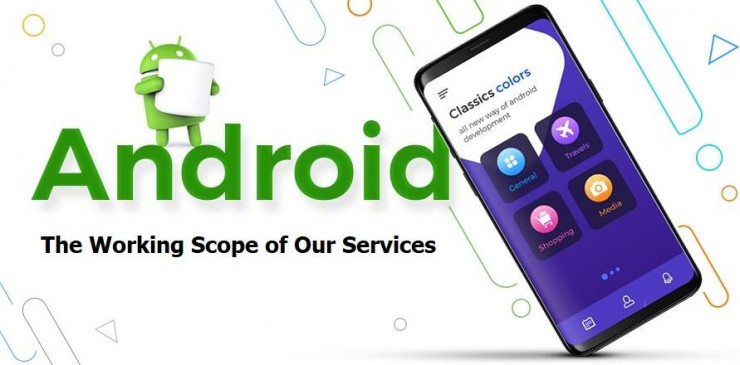 Android
The Working Scope of Our Services
Classics colors
all new way of android
development
General
Travels
Shopping
Media